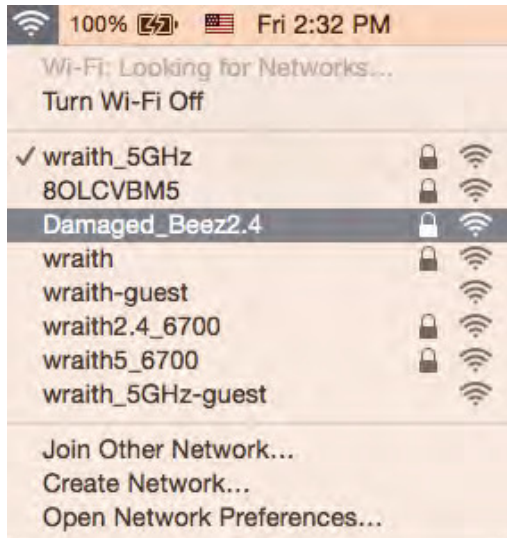 100% Fri 2:32 PM
Wi-Fi: Looking for Networks...
Turn Wi-Fi Off
wraith_5GHz
8OLCVBM5
Damaged_Beez2.4
wraith
wraith-guest
wraith2.4_6700
wraith5_6700
wraith_5GHz-guest
Join Other Network...
Create Network...
Open Network Preferences...